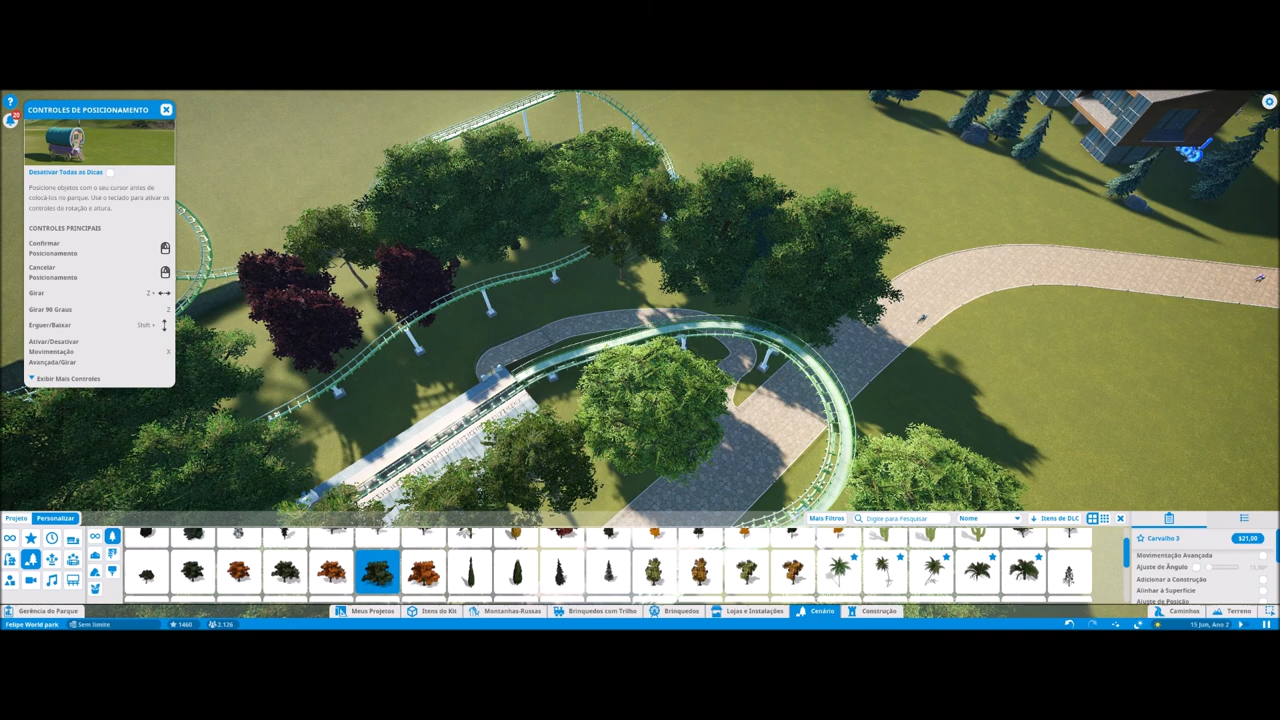 ?
20
CONTROLES DE POSICIONAMENTO
Desativar Todas as Dicas
Posicione objetos com o seu cursor antes de
colocá-los no parque. Use o teclado para ativar os
controles de rotação e altura.
CONTROLES PRINCIPAIS
Confirmar
Posicionamento
Cancelar
Posicionamento
Girar Z +
Girar 90 Graus Z
Erguer/Baixar Shift +
Ativar/Desativar
Movimentação X
Avançada/Girar
Exibir Mais Controles
Projeto Personalizar
Mais Filtros Digite para Pesquisar Nome Itens de DLC
Carvalho 3 $21,00
Movimentação Avançada
Ajuste de Ângulo
Adicionar a Construção
Alinhar à Superfície
Ajuste de Posição
Gerência do Parque Meus Projetos Itens do Kit Montanhas-Russas Brinquedos com Trilho Brinquedos Lojas e Instalações Cenário Construção Caminhos Terreno
Felipe World park Sem limite 1460 2.126 15 Jun, Ano 2